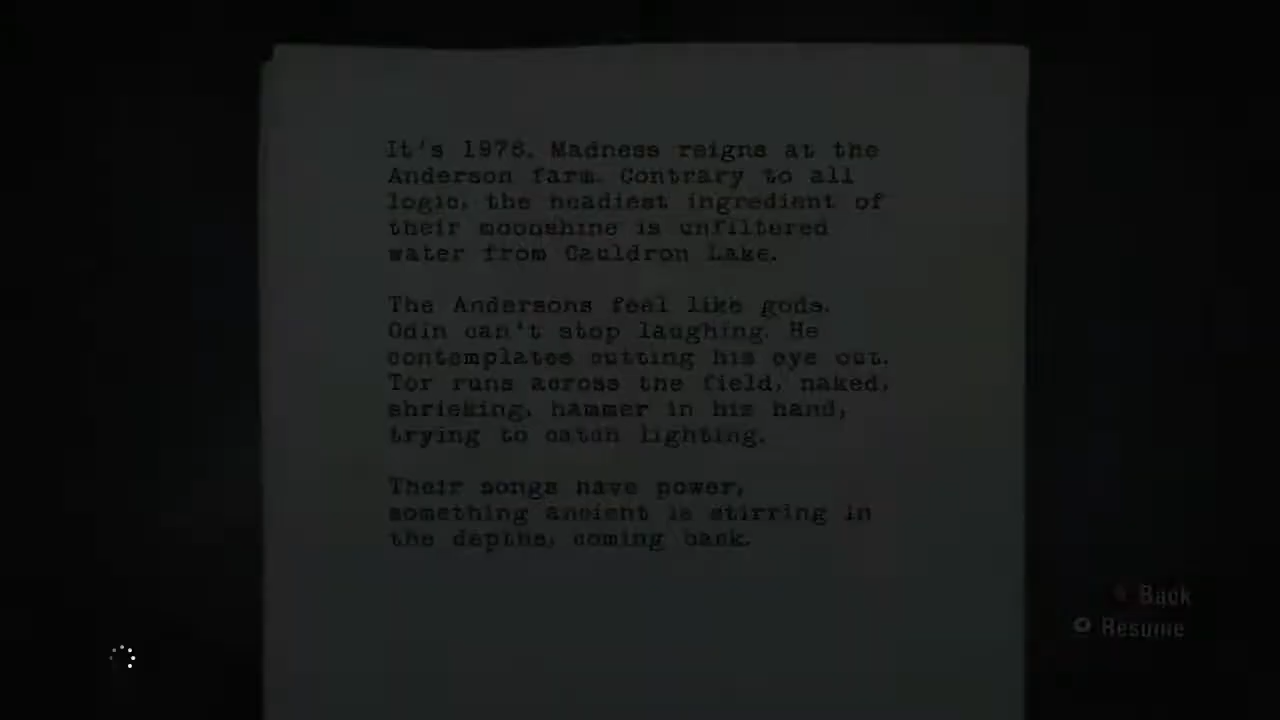 It's 1976. Madness reigns at the
Anderson farm. Contrary to all
logic, the headiest ingredient of
their moonshine is unfiltered
water from Cauldron Lake.
The Andersons feel like gods.
Odin can't stop laughing. He
contemplates cutting his eye out.
Tor runs across the field, naked,
shrieking, hammer in his hand,
trying to catch lighting.
Their songs have power,
something ancient is stirring in
the depths, coming back.
Back
Resume